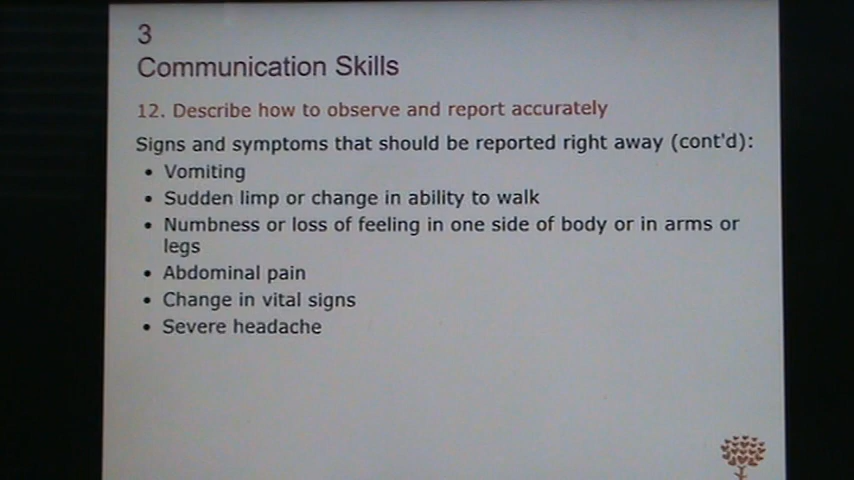 3
Communication Skills
12. Describe how to observe and report accurately
Signs and symptoms that should be reported right away (cont'd):
• Vomiting
• Sudden limp or change in ability to walk
• Numbness or loss of feeling in one side of body or in arms or
legs
• Abdominal pain
• Change in vital signs
• Severe headache